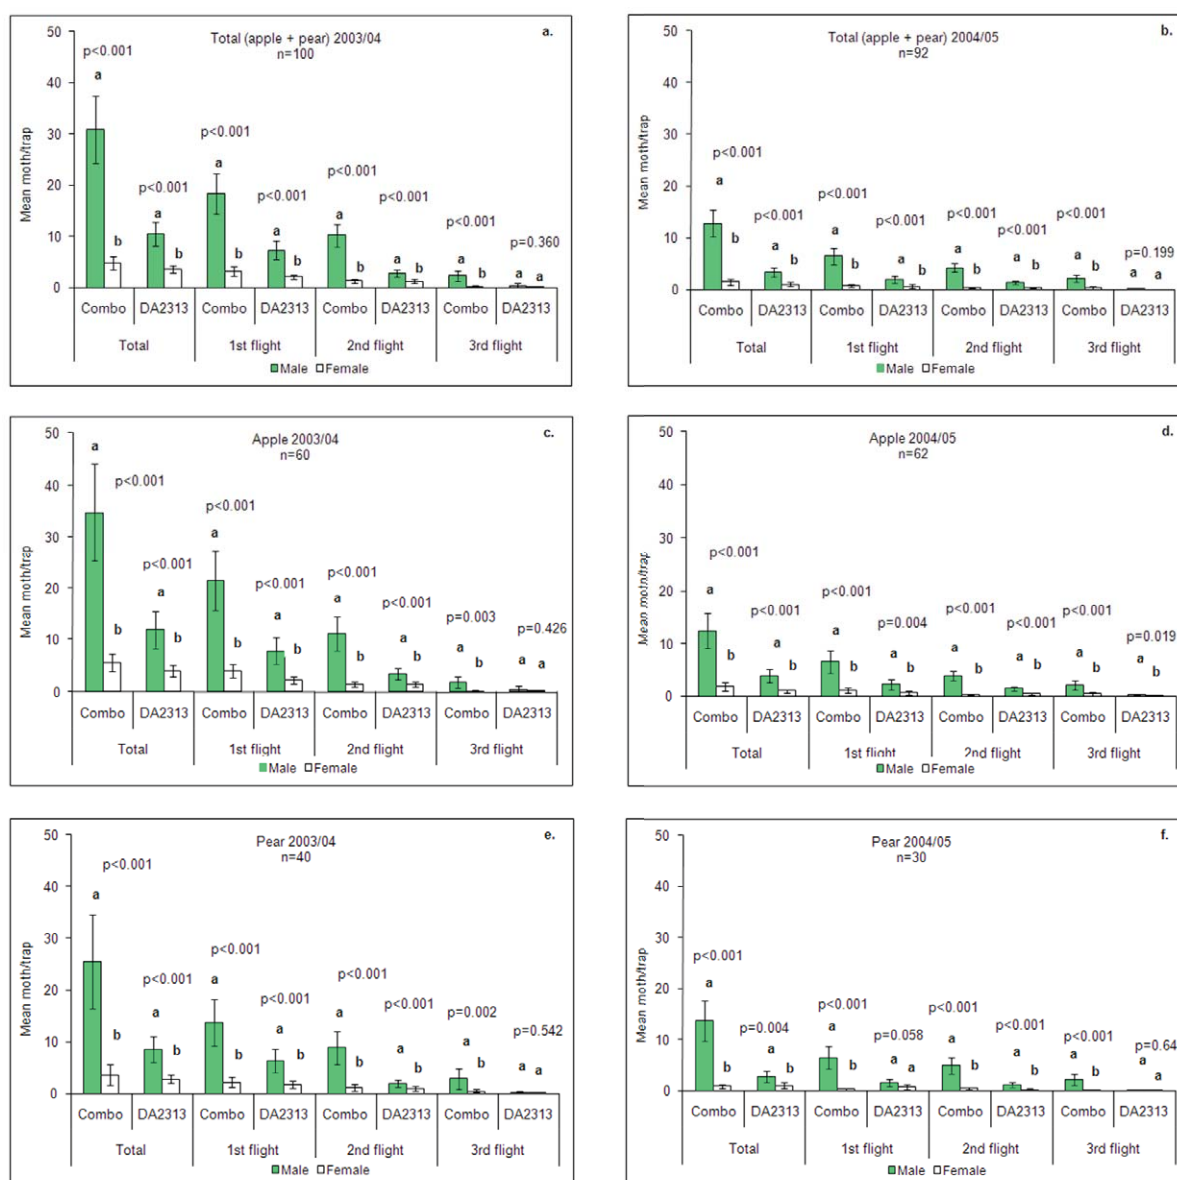 a.
Total (apple + pear) 2003/04
n=100
Mean moth/trap
50
40
30
20
10
0
p<0.001
p<0.001
p<0.001
p<0.001
p<0.001
p<0.001
p<0.001
p=0.360
a b a b a b a b a b a b a b a a
Combo DA2313 Combo DA2313 Combo DA2313 Combo DA2313
Total 1st flight 2nd flight 3rd flight
Male Female
b.
Total (apple + pear) 2004/05
n=92
Mean moth/trap
50
40
30
20
10
0
p<0.001
p<0.001
p<0.001
p<0.001
p<0.001
p<0.001
p<0.001
p=0.199
a b a b a b a b a b a b a b a a
Combo DA2313 Combo DA2313 Combo DA2313 Combo DA2313
Total 1st flight 2nd flight 3rd flight
Male Female
c.
Apple 2003/04
n=60
Mean moth/trap
50
40
30
20
10
0
p<0.001
p<0.001
p<0.001
p<0.001
p<0.001
p<0.001
p=0.003
p=0.426
a b a b a b a b a b a b a b a a
Combo DA2313 Combo DA2313 Combo DA2313 Combo DA2313
Total 1st flight 2nd flight 3rd flight
Male Female
d.
Apple 2004/05
n=62
Mean moth/trap
50
40
30
20
10
0
p<0.001
p<0.001
p<0.001
p=0.004
p<0.001
p<0.001
p<0.001
p=0.019
a b a b a b a b a b a b a b a b
Combo DA2313 Combo DA2313 Combo DA2313 Combo DA2313
Total 1st flight 2nd flight 3rd flight
Male Female
e.
Pear 2003/04
n=40
Mean moth/trap
50
40
30
20
10
0
p<0.001
p<0.001
p<0.001
p<0.001
p<0.001
p<0.001
p=0.002
p=0.542
a b a b a b a b a b a b a b a a
Combo DA2313 Combo DA2313 Combo DA2313 Combo DA2313
Total 1st flight 2nd flight 3rd flight
Male Female
f.
Pear 2004/05
n=30
Mean moth/trap
50
40
30
20
10
0
p<0.001
p=0.004
p<0.001
p=0.058
p<0.001
p<0.001
p<0.001
p=0.64
a b a b a b a a a b a b a b a a
Combo DA2313 Combo DA2313 Combo DA2313 Combo DA2313
Total 1st flight 2nd flight 3rd flight
Male Female